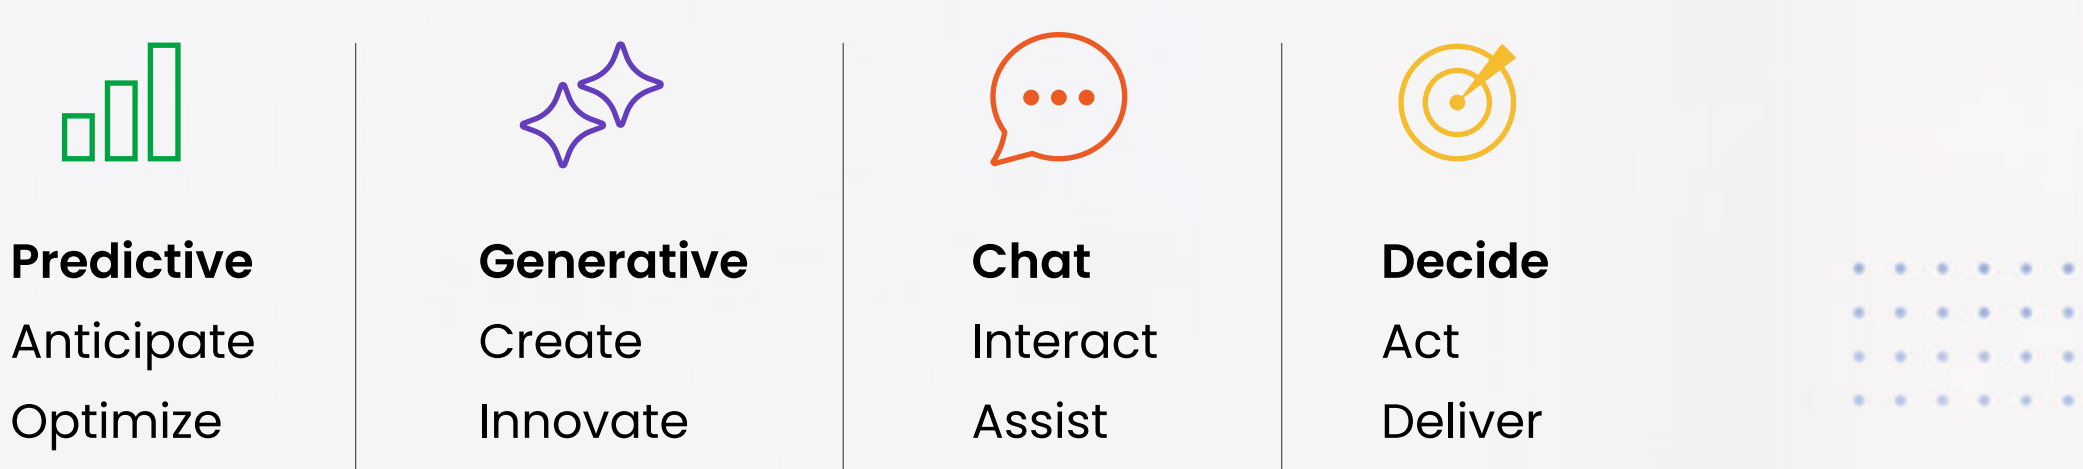 Predictive
Anticipate
Optimize
Generative
Create
Innovate
Chat
Interact
Assist
Decide
Act
Deliver